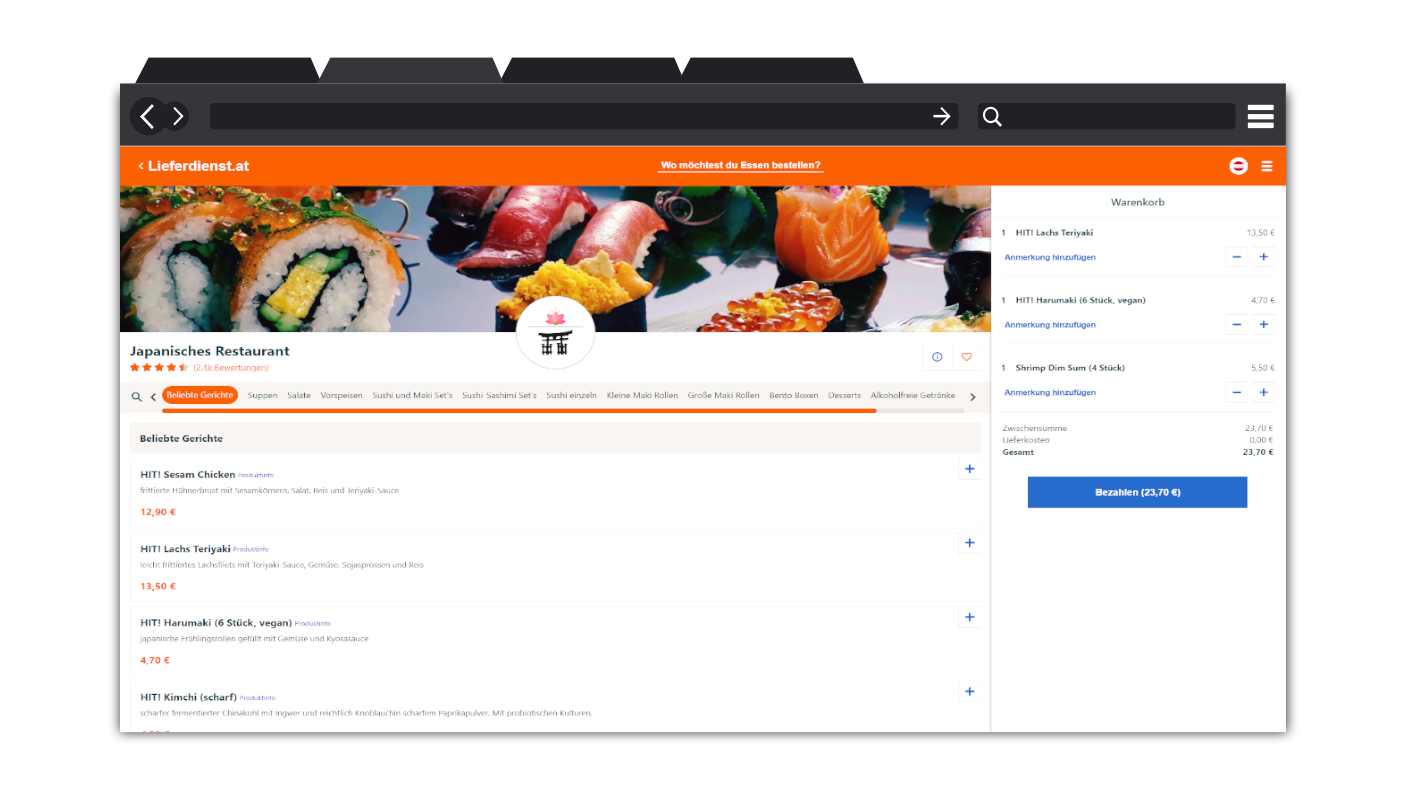 < Lieferdienst.at
Wo möchtest du Essen bestellen?
Japanisches Restaurant
(2.4k Bewertungen)
Beliebte Gerichte Suppen Salate Vorspeisen Sushi und Maki Set's Sushi-Sashimi Set's Sushi einzeln Kleine Maki Rollen Große Maki Rollen Bento Boxen Desserts Alkoholfreie Getränke
Beliebte Gerichte
HIT! Sesam Chicken Produktinfo
frittierte Hühnerbrust mit Sesamkörnern, Salat, Reis und Teriyaki-Sauce
12,90 €
HIT! Lachs Teriyaki Produktinfo
leicht frittiertes Lachsfilets mit Teriyaki Sauce, Gemüse, Sojasprossen und Reis
13,50 €
HIT! Harumaki (6 Stück, vegan) Produktinfo
japanische Frühlingsrollen gefüllt mit Gemüse und Kyosasauce
4,70 €
HIT! Kimchi (scharf) Produktinfo
scharfer fermentierter Chinakohl mit Ingwer und reichtlich Knoblauchin scharfem Paprikapulver. Mit probiotischen Kulturen.
Warenkorb
1 HIT! Lachs Teriyaki 13,50 €
Anmerkung hinzufügen
1 HIT! Harumaki (6 Stück, vegan) 4,70 €
Anmerkung hinzufügen
1 Shrimp Dim Sum (4 Stück) 5,50 €
Anmerkung hinzufügen
Zwischensumme 23,70 €
Lieferkosten 0,00 €
Gesamt 23,70 €
Bezahlen (23,70 €)